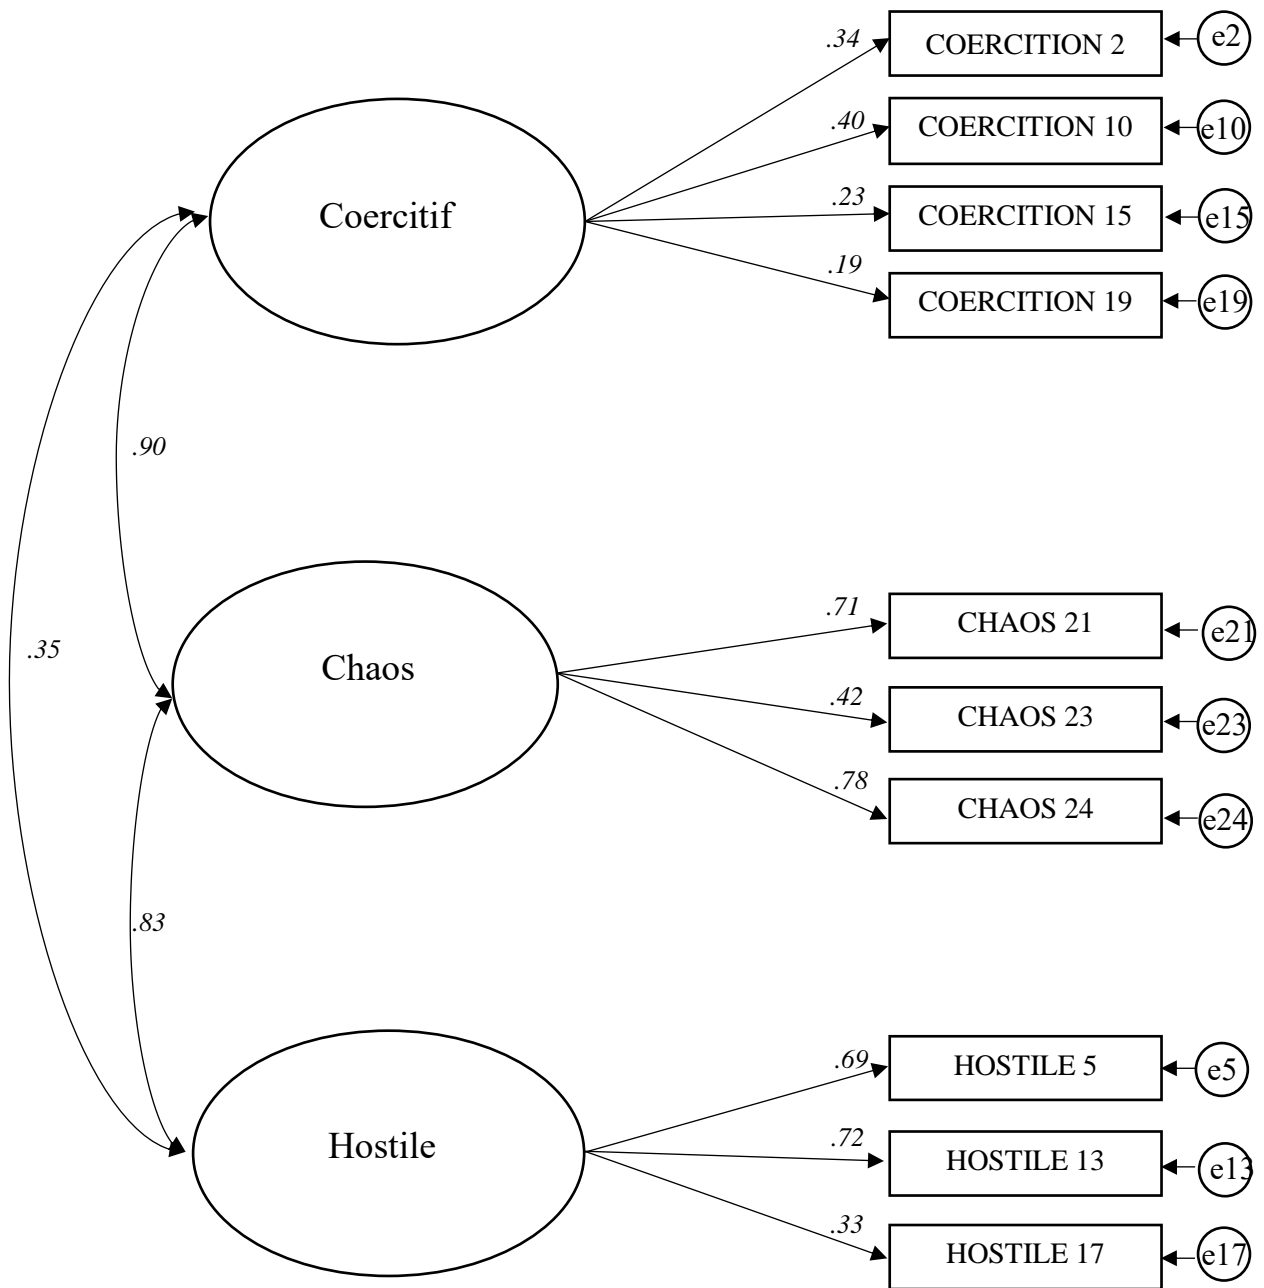 .34
COERCITION 2
e2
.40
COERCITION 10
e10
.23
COERCITION 15
e15
Coercitif
.19
COERCITION 19
e19
.90
.35
.71
CHAOS 21
e21
Chaos
.42
CHAOS 23
e23
.78
CHAOS 24
e24
.83
.69
HOSTILE 5
e5
Hostile
.72
HOSTILE 13
e13
.33
HOSTILE 17
e17